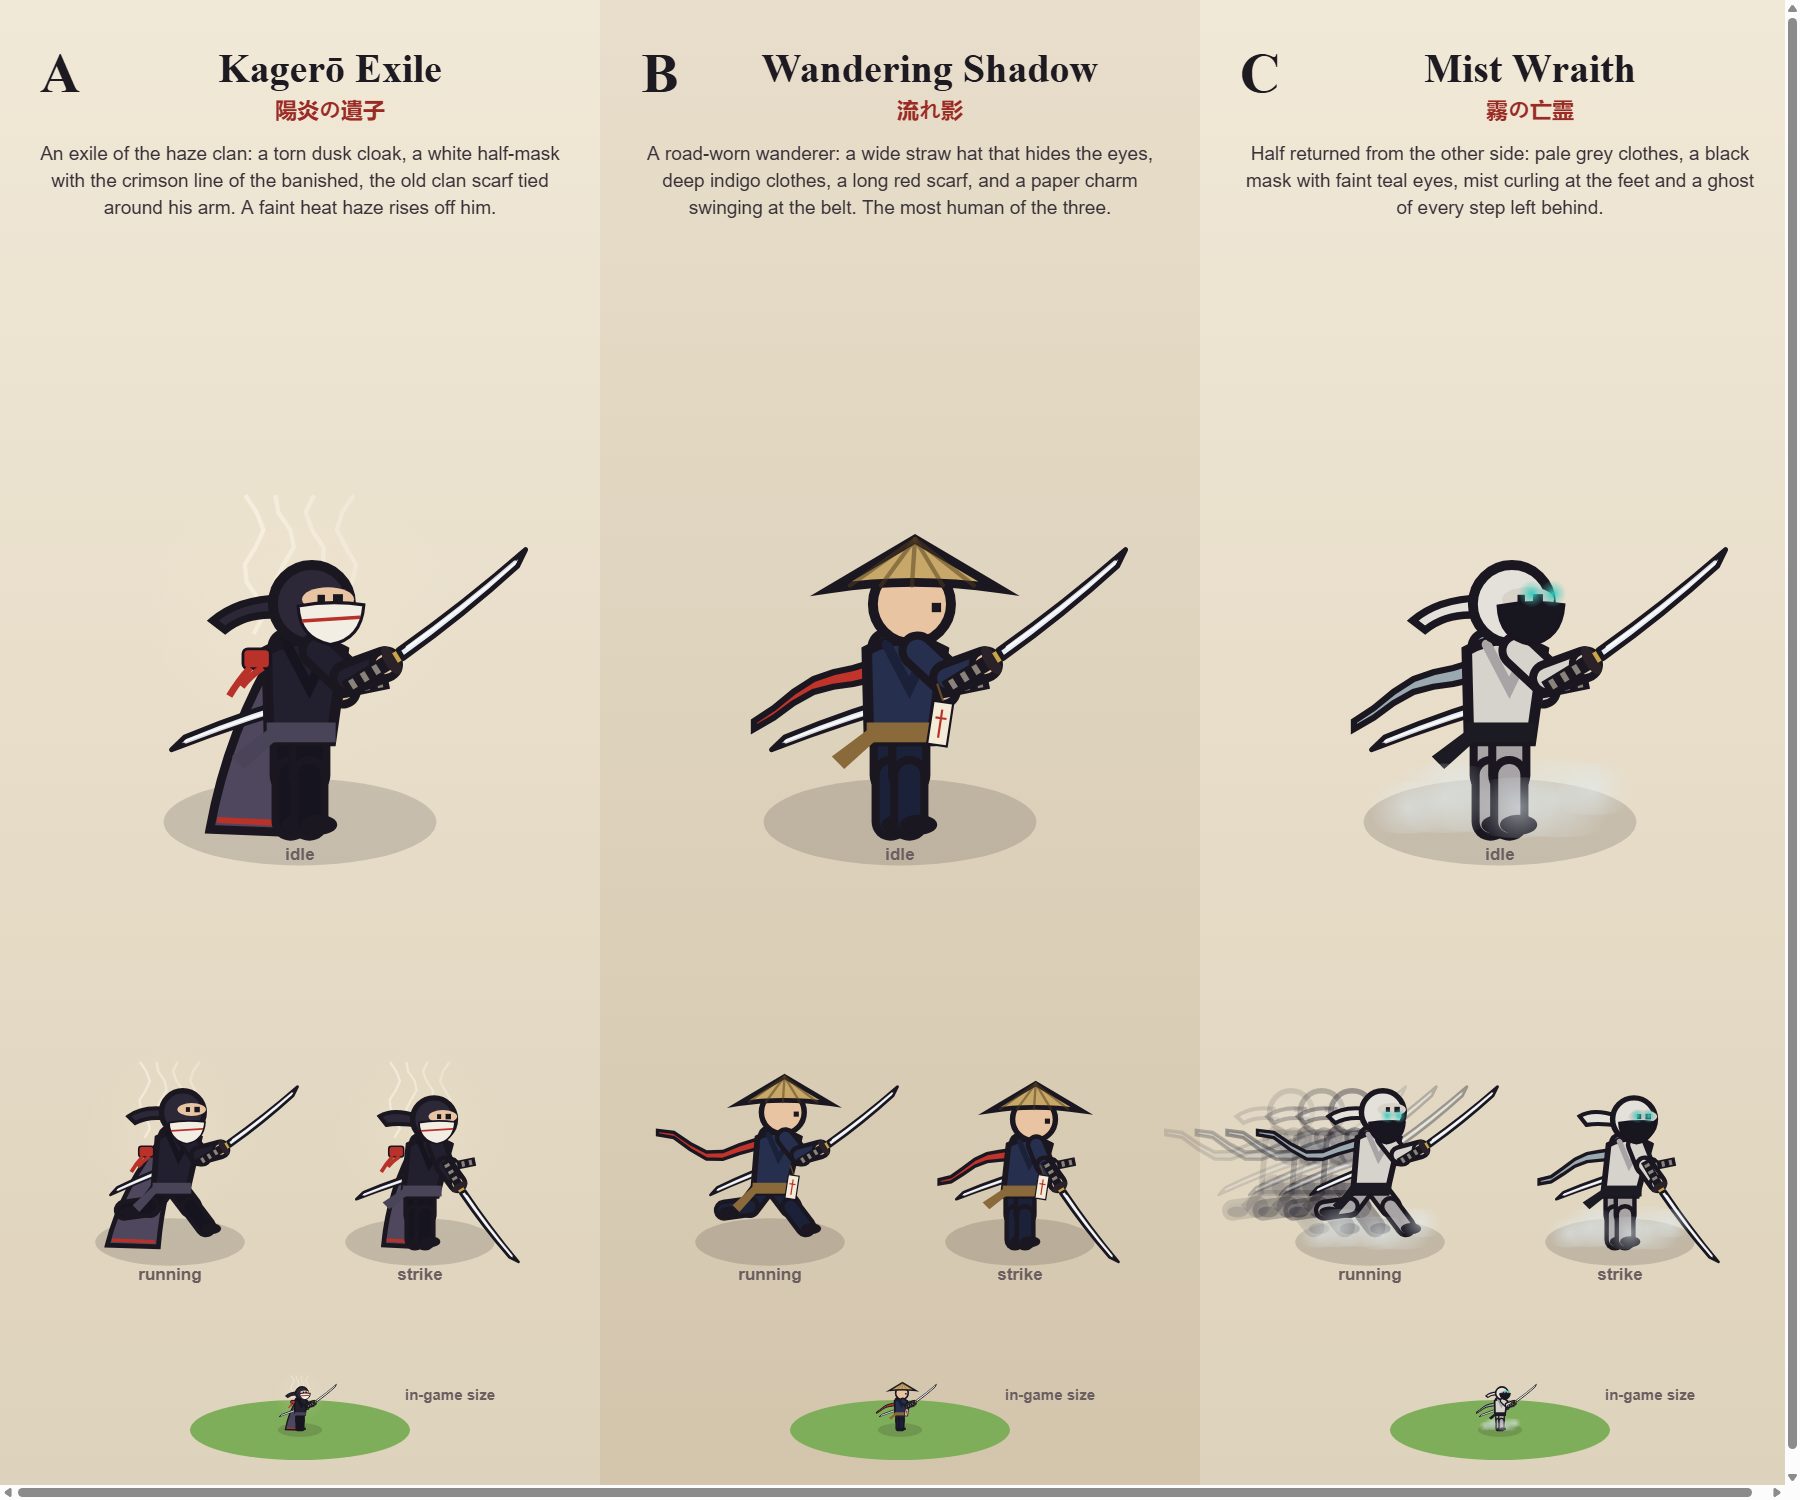 A
Kagerō Exile
陽炎の遺子
An exile of the haze clan: a torn dusk cloak, a white half-mask
with the crimson line of the banished, the old clan scarf tied
around his arm. A faint heat haze rises off him.
idle
running
strike
in-game size
B
Wandering Shadow
流れ影
A road-worn wanderer: a wide straw hat that hides the eyes,
deep indigo clothes, a long red scarf, and a paper charm
swinging at the belt. The most human of the three.
idle
running
strike
in-game size
C
Mist Wraith
霧の亡霊
Half returned from the other side: pale grey clothes, a black
mask with faint teal eyes, mist curling at the feet and a ghost
of every step left behind.
idle
running
strike
in-game size